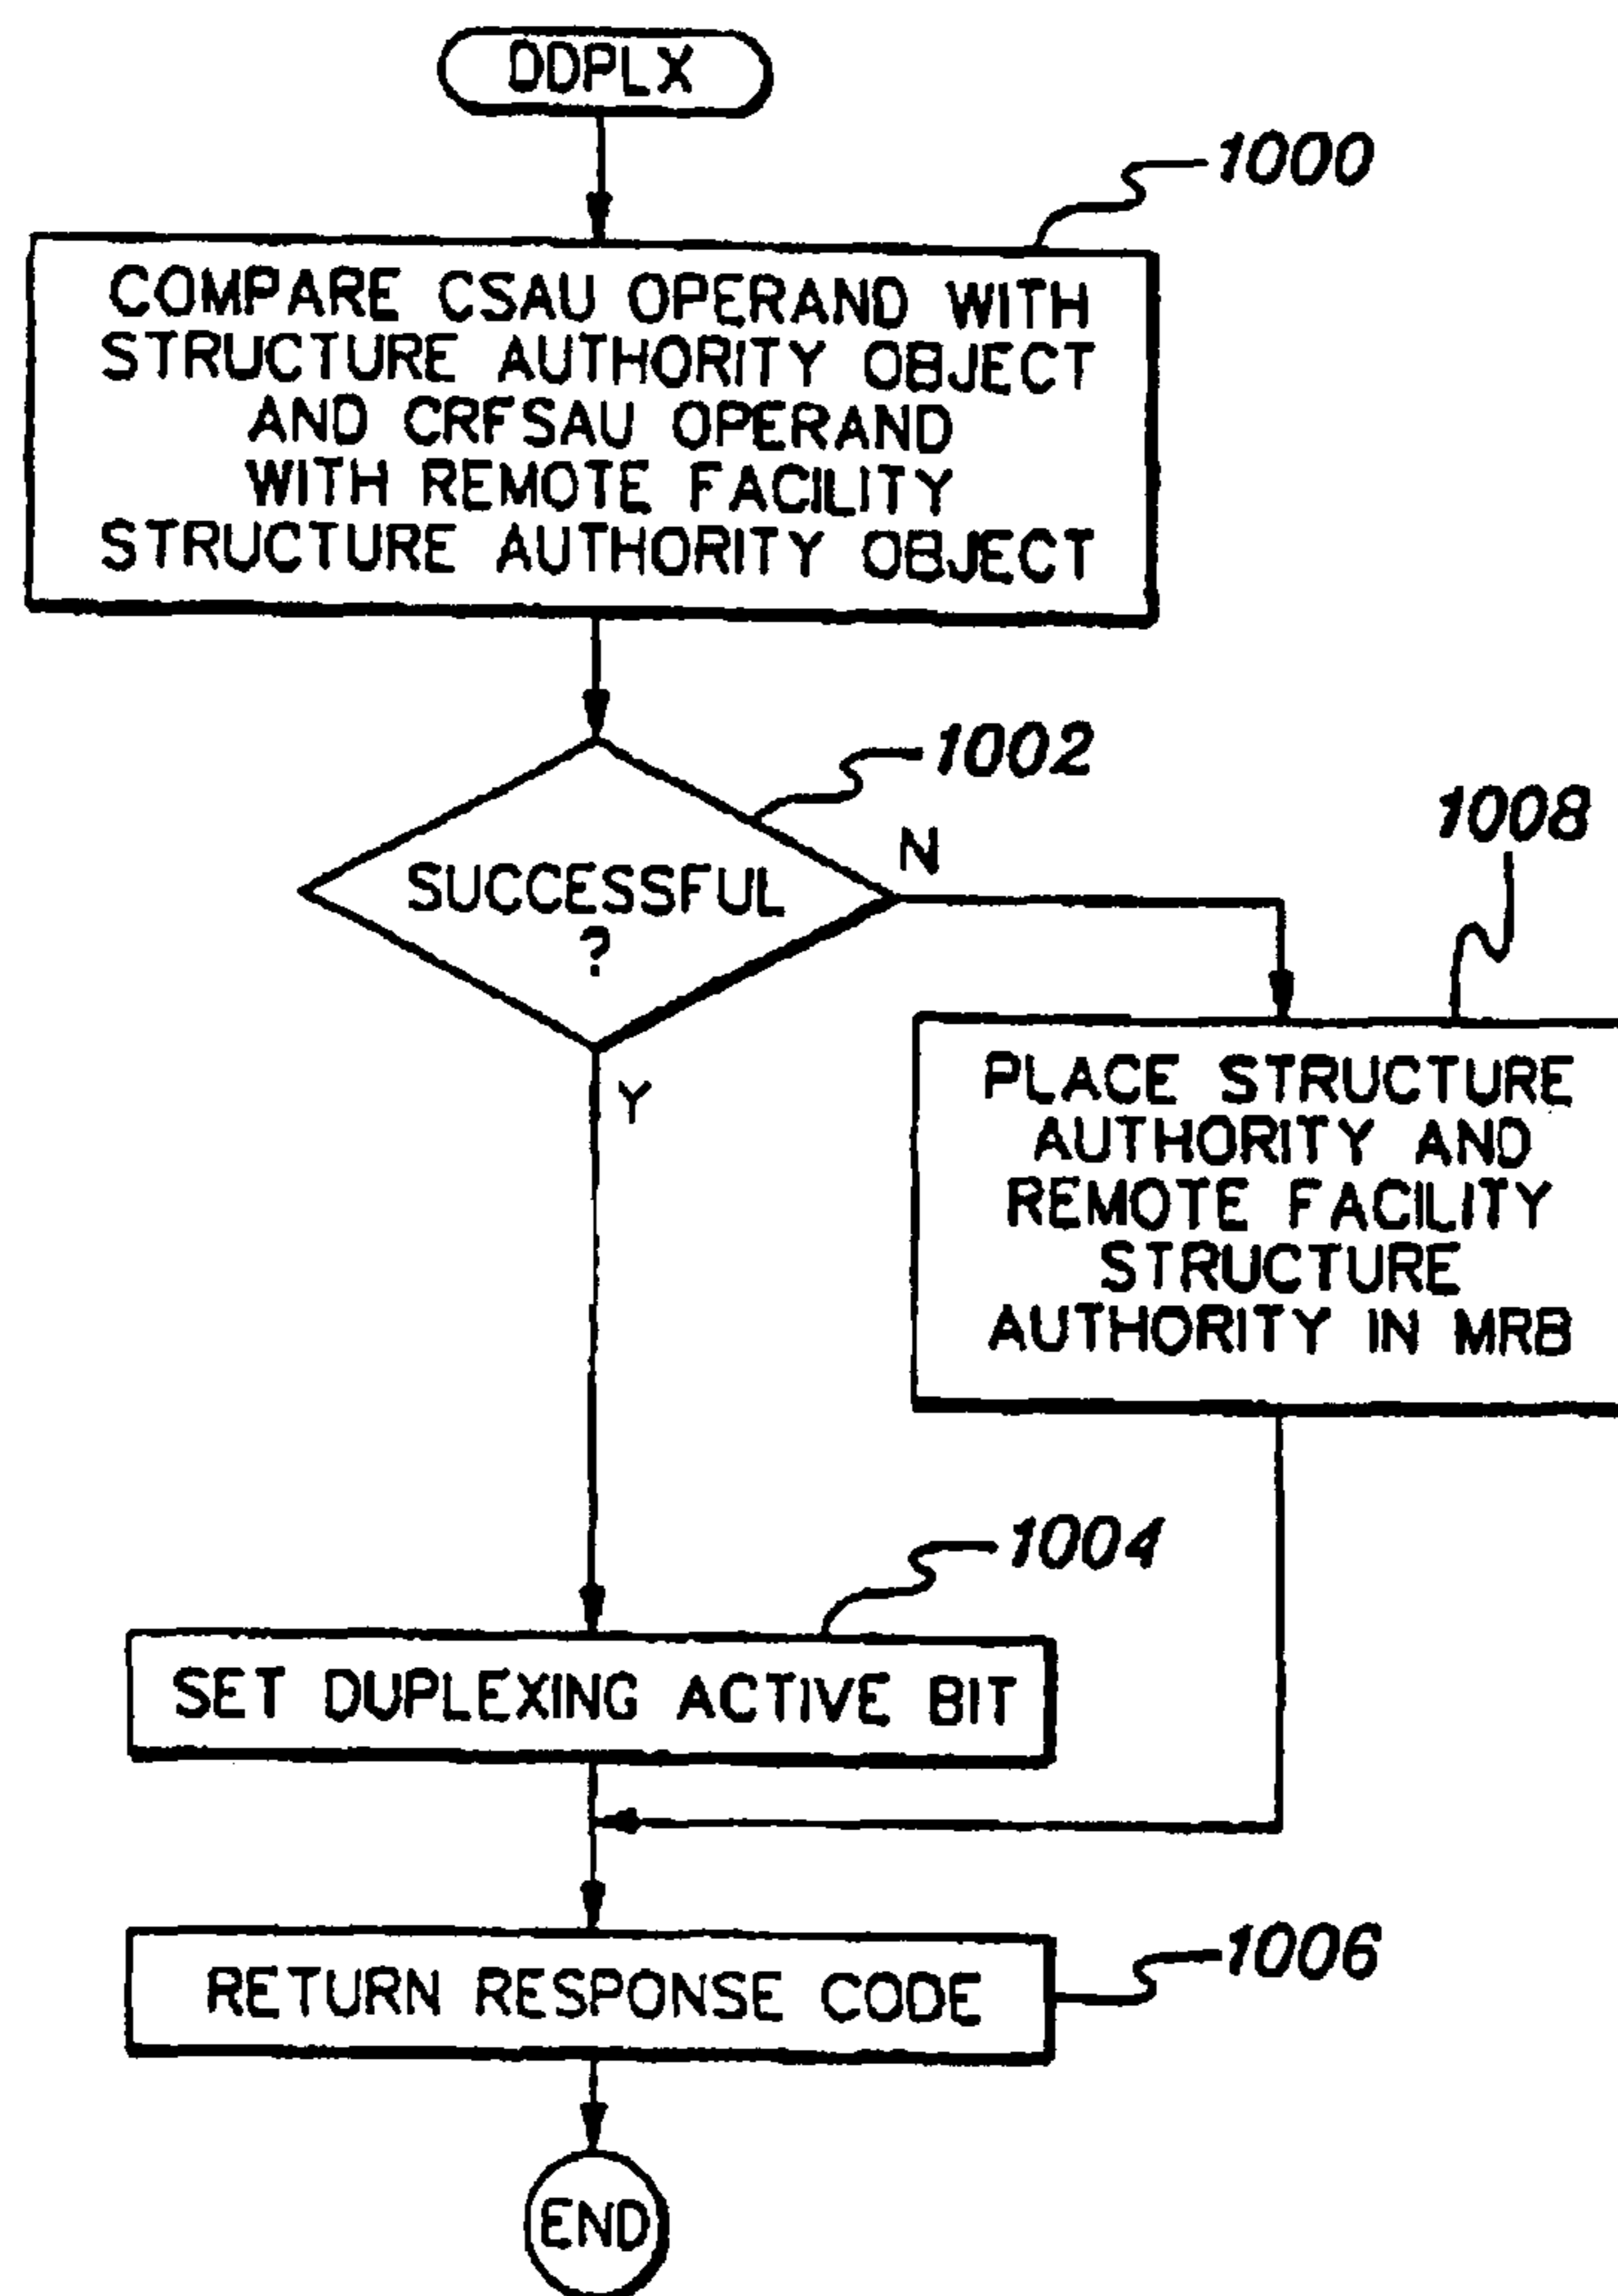 DDPLX
1000
COMPARE CSAU OPERAND WITH
STRUCTURE AUTHORITY OBJECT
AND CRFSAU OPERAND
WITH REMOTE FACILITY
STRUCTURE AUTHORITY OBJECT
1002
SUCCESSFUL
?
N
Y
1008
PLACE STRUCTURE
AUTHORITY AND
REMOTE FACILITY
STRUCTURE
AUTHORITY IN MRB
1004
SET DUPLEXING ACTIVE BIT
1006
RETURN RESPONSE CODE
END